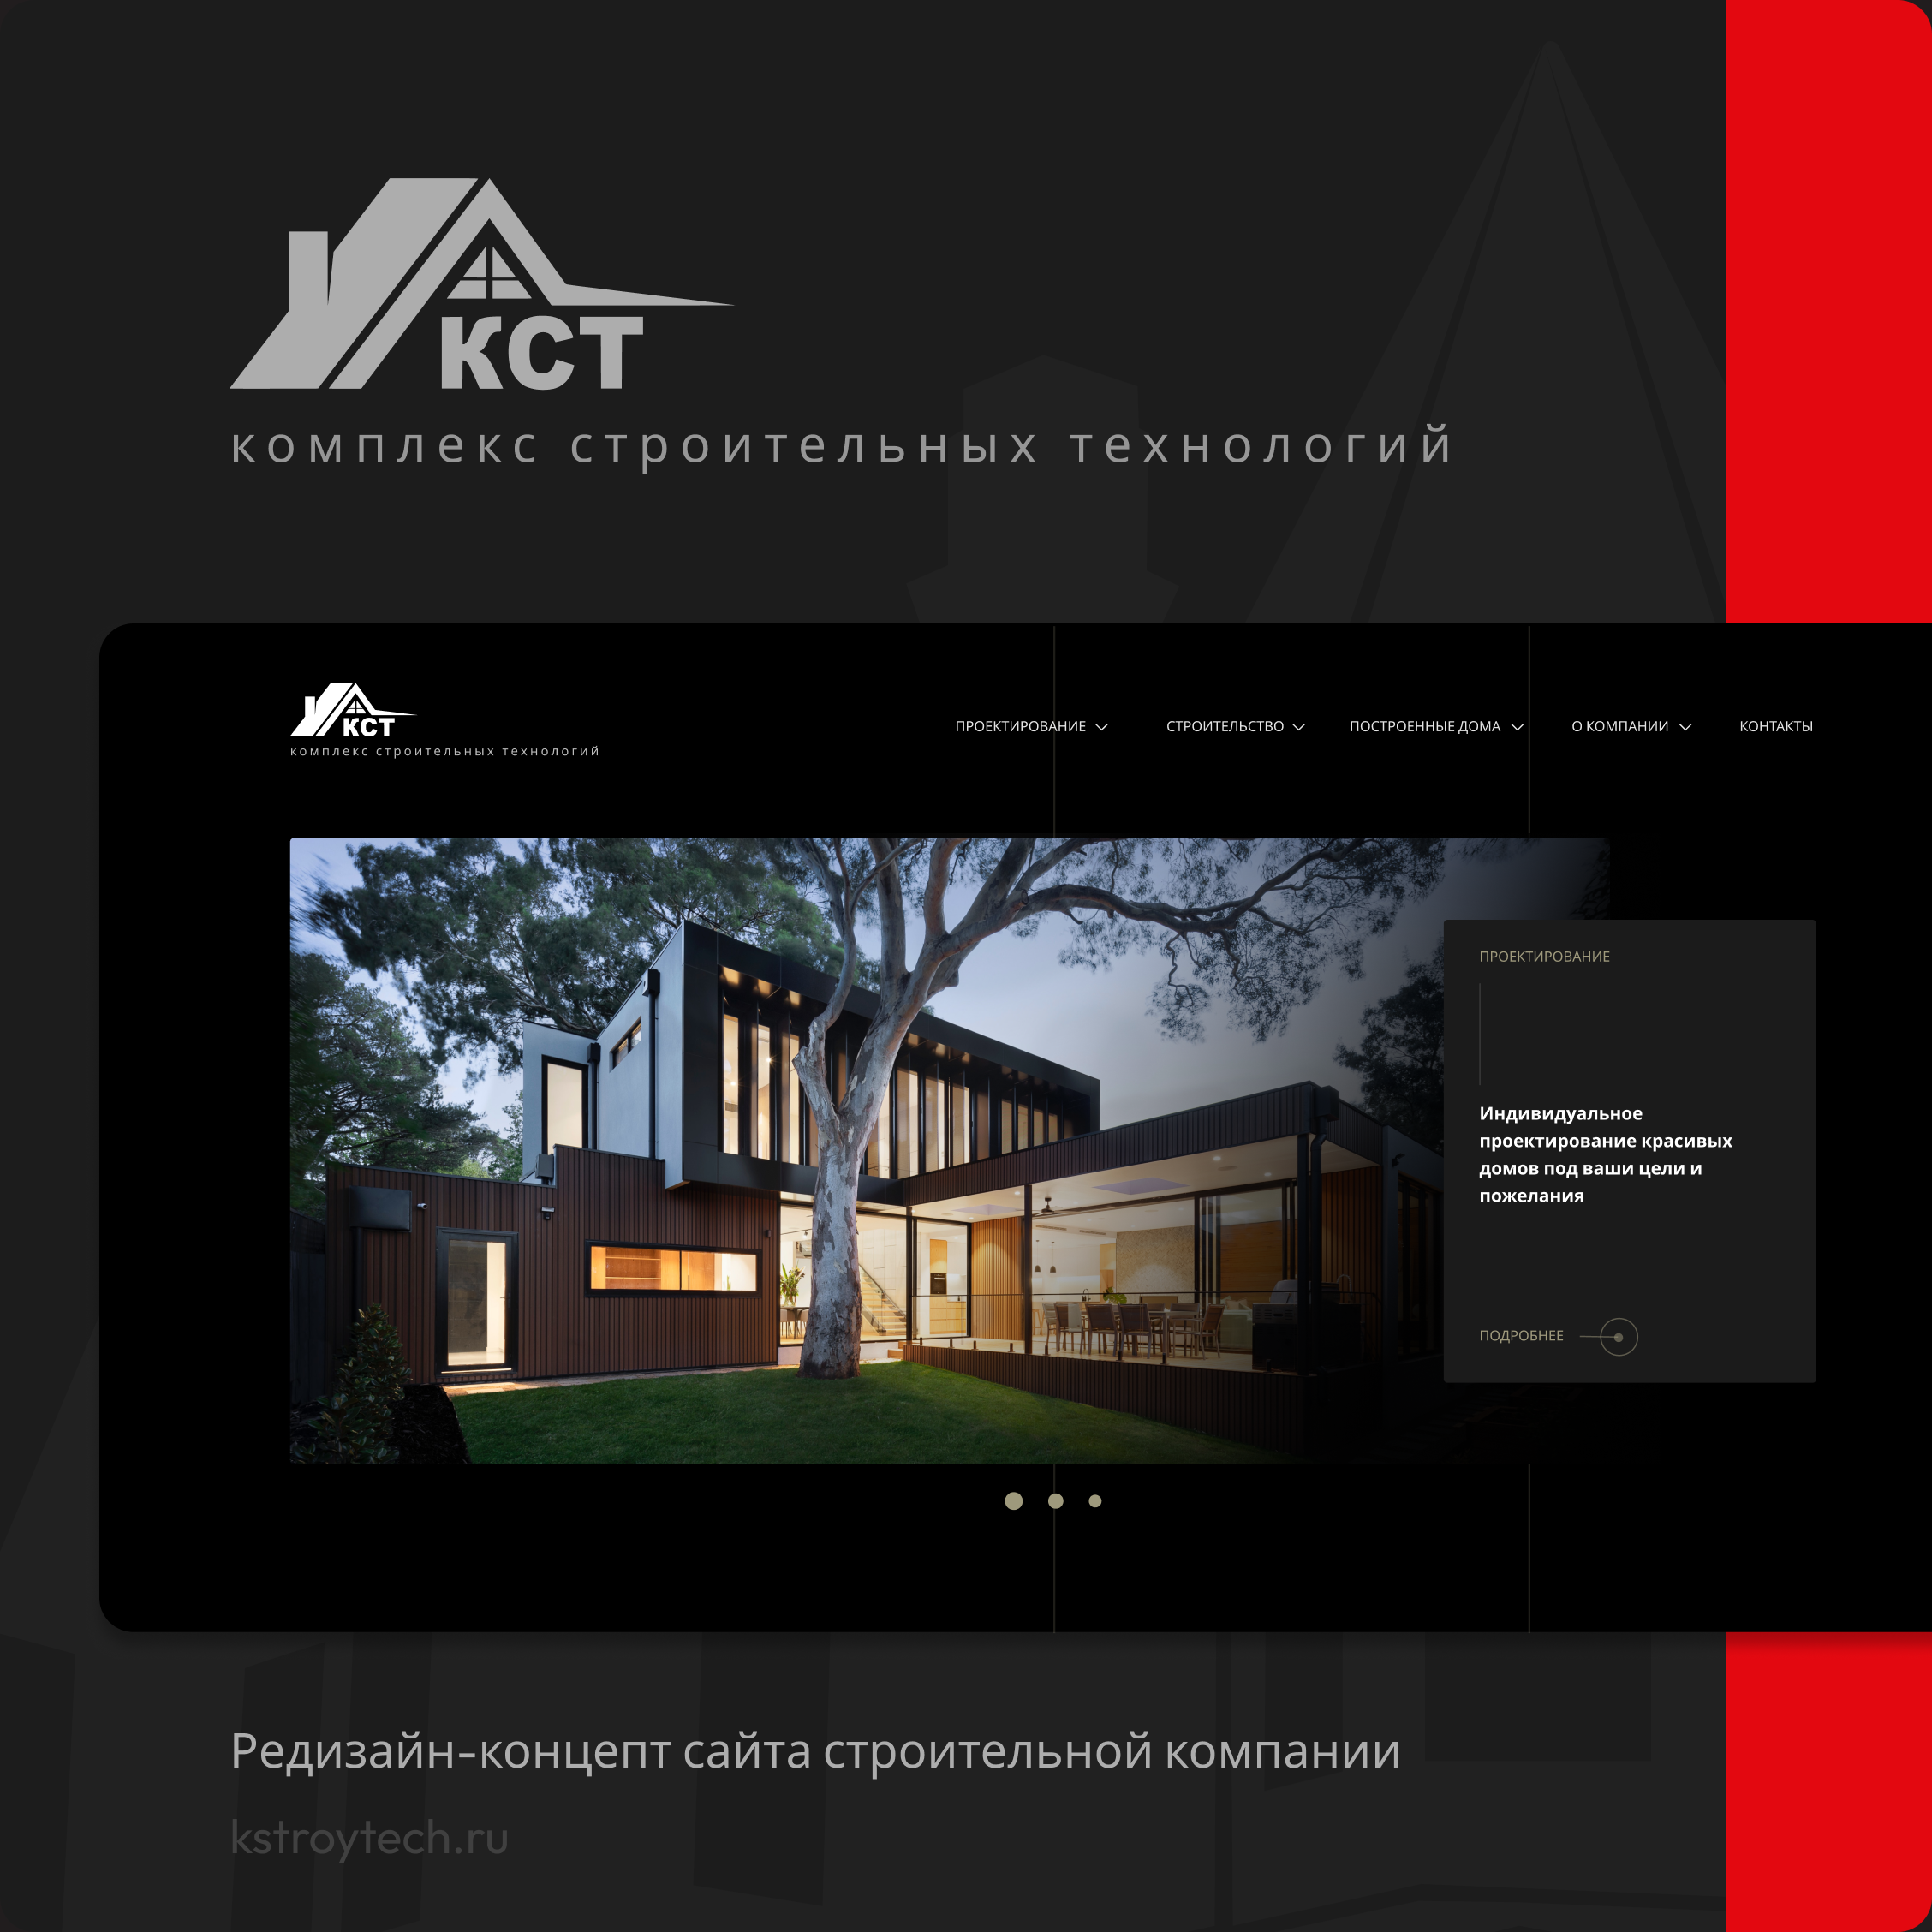 КСТ
комплекс строительных технологий
КСТ
комплекс строительных технологий
ПРОЕКТИРОВАНИЕ СТРОИТЕЛЬСТВО ПОСТРОЕННЫЕ ДОМА О КОМПАНИИ КОНТАКТЫ
ПРОЕКТИРОВАНИЕ
Индивидуальное
проектирование красивых
домов под ваши цели и
пожелания
ПОДРОБНЕЕ
Редизайн-концепт сайта строительной компании
kstroytech.ru